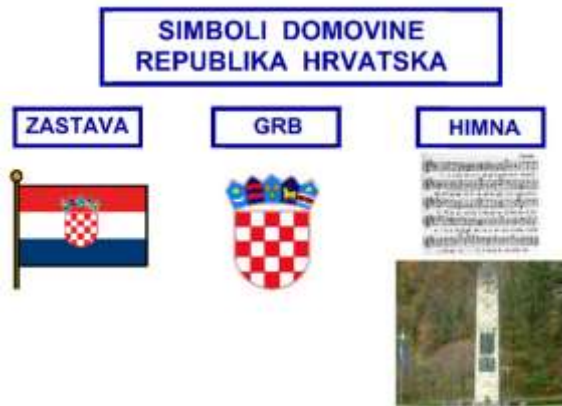 SIMBOLI DOMOVINE
REPUBLIKA HRVATSKA
ZASTAVA
GRB
HIMNA